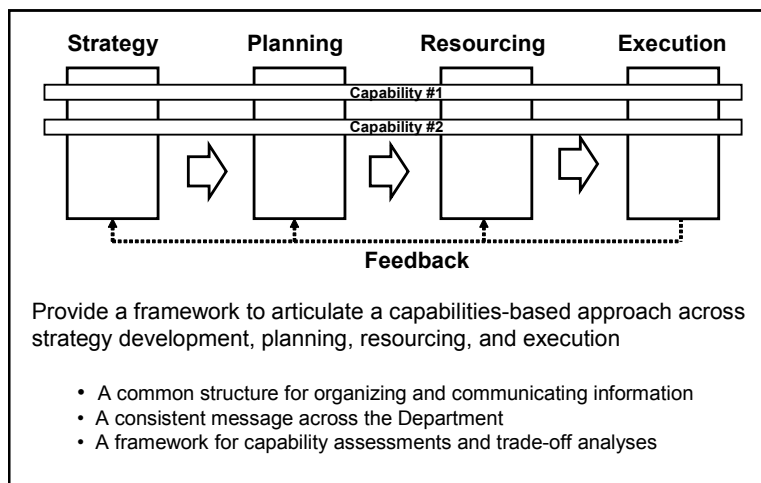 Strategy Planning Resourcing Execution
Capability #1
Capability #2
Feedback
Provide a framework to articulate a capabilities-based approach across
strategy development, planning, resourcing, and execution
• A common structure for organizing and communicating information
• A consistent message across the Department
• A framework for capability assessments and trade-off analyses